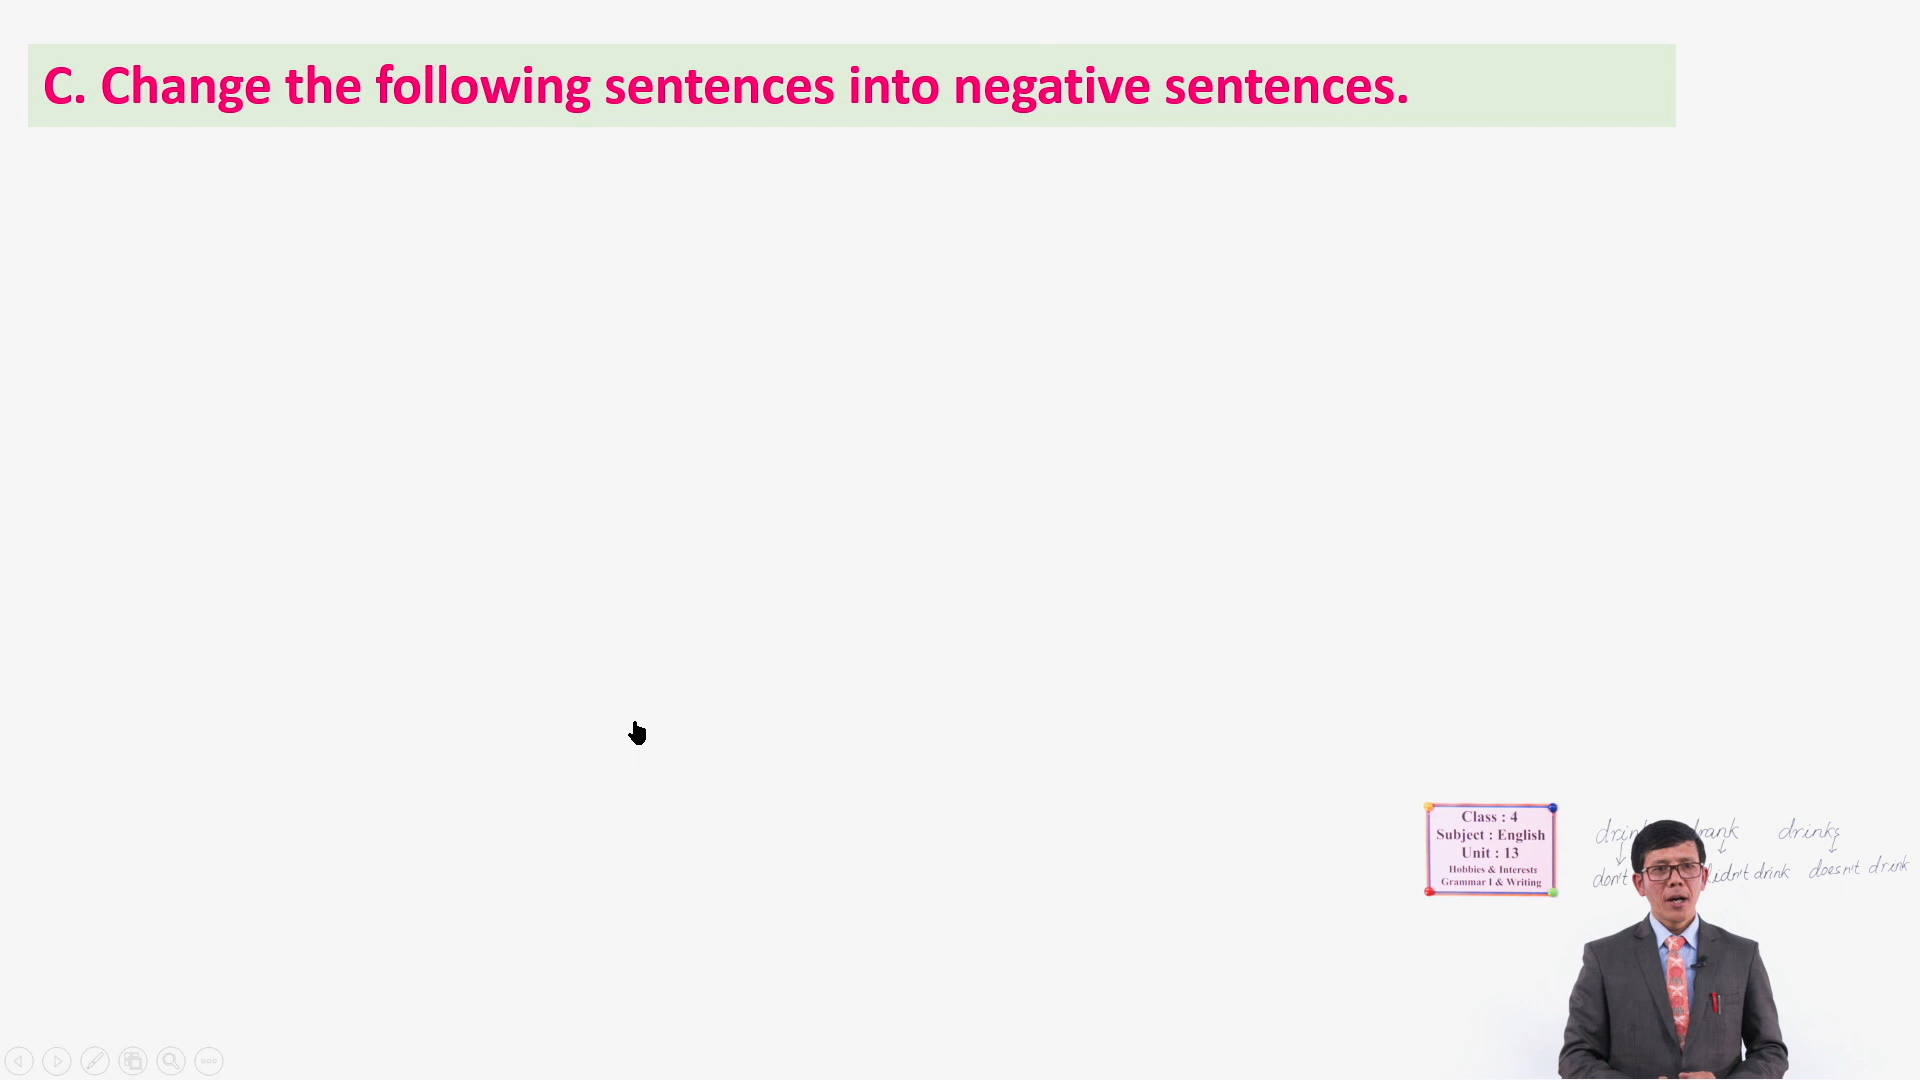 C. Change the following sentences into negative sentences.
Class : 4
Subject : English
Unit : 13
Hobbies & Interests
Grammar I & Writing
drinks
don't didn't drink doesn't drink